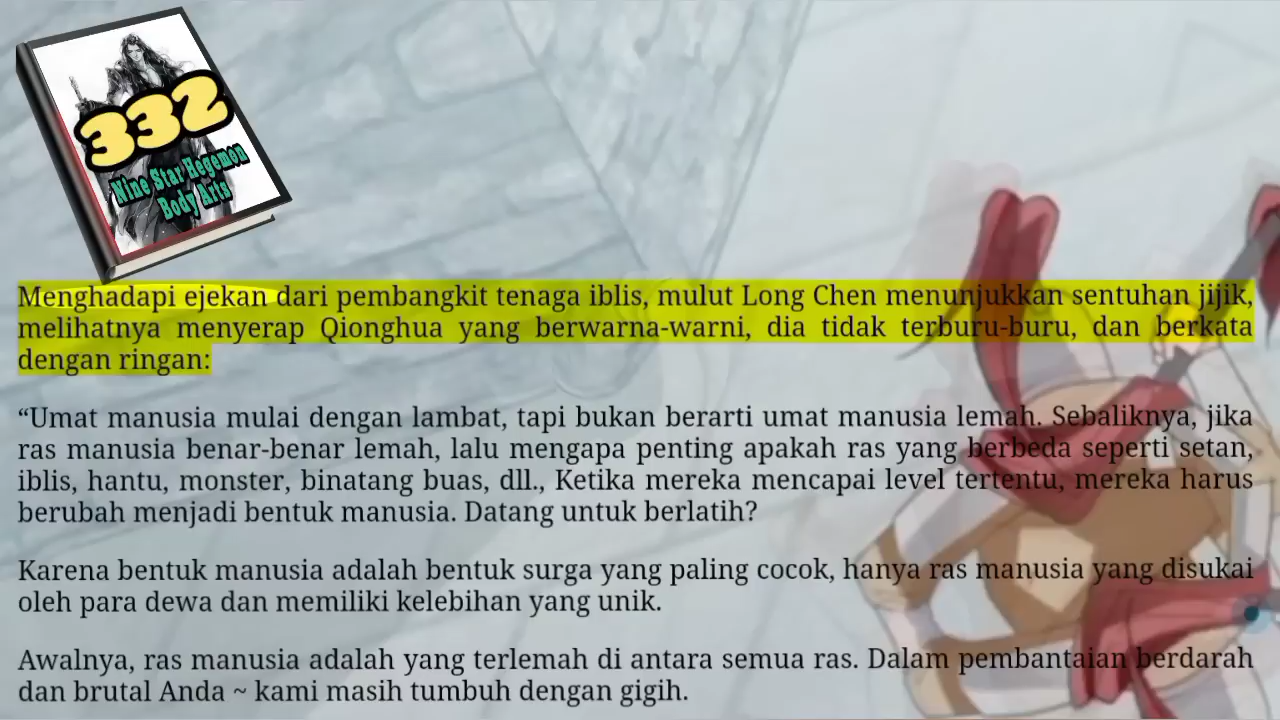 332
Nine Star Hegemon
Body Arts
Menghadapi ejekan dari pembangkit tenaga iblis, mulut Long Chen menunjukkan sentuhan jijik,
melihatnya menyerap Qionghua yang berwarna-warni, dia tidak terburu-buru, dan berkata
dengan ringan:
“Umat manusia mulai dengan lambat, tapi bukan berarti umat manusia lemah. Sebaliknya, jika
ras manusia benar-benar lemah, lalu mengapa penting apakah ras yang berbeda seperti setan,
iblis, hantu, monster, binatang buas, dll., Ketika mereka mencapai level tertentu, mereka harus
berubah menjadi bentuk manusia. Datang untuk berlatih?
Karena bentuk manusia adalah bentuk surga yang paling cocok, hanya ras manusia yang disukai
oleh para dewa dan memiliki kelebihan yang unik.
Awalnya, ras manusia adalah yang terlemah di antara semua ras. Dalam pembantaian berdarah
dan brutal Anda ~ kami masih tumbuh dengan gigih.